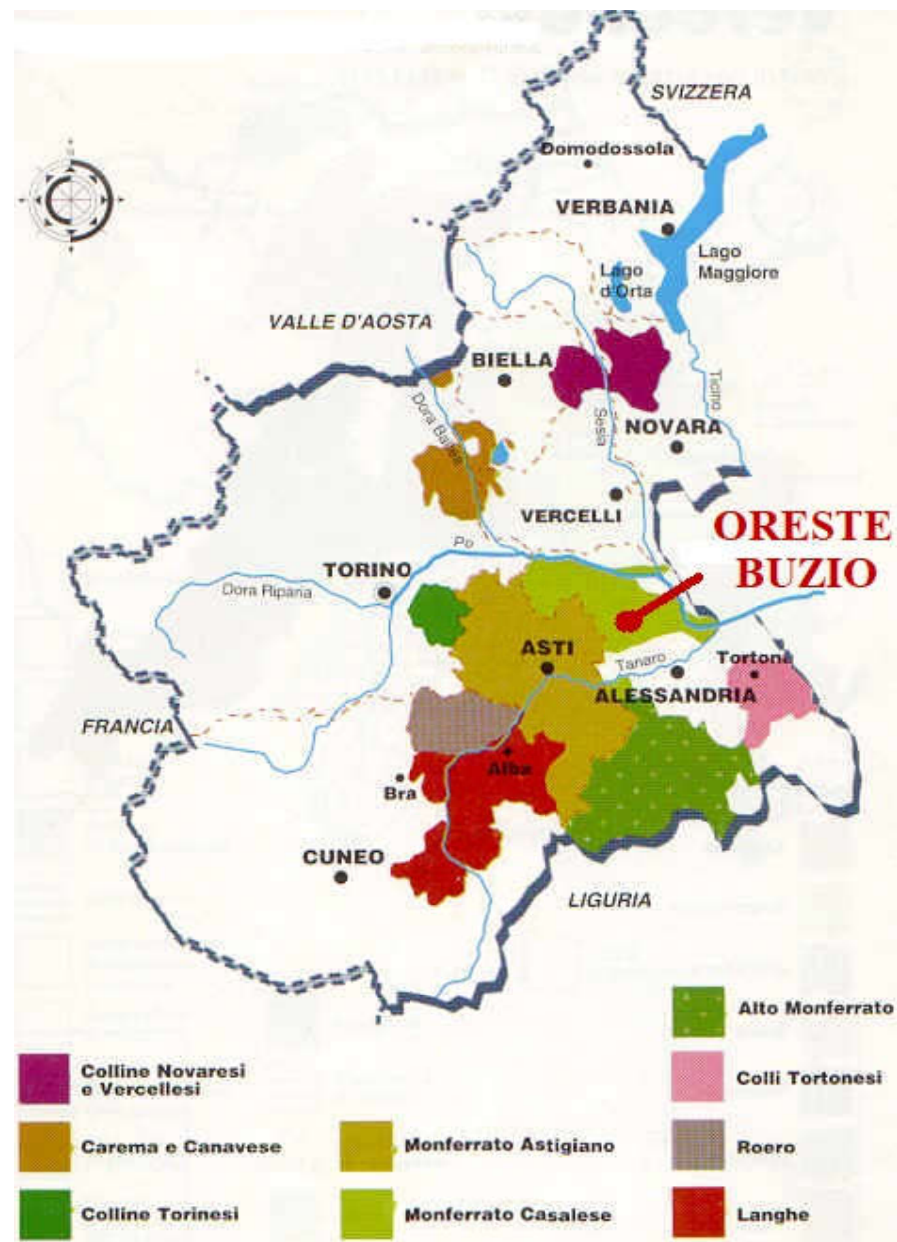 SVIZZERA
Domodossola
VERBANIA
Lago
Maggiore
Lago
d'Orta
VALLE D'AOSTA
BIELLA
Dora Baltea
Sesia
Ticino
NOVARA
VERCELLI
ORESTE
BUZIO
Po
TORINO
Dora Riparia
ASTI
Tanaro
Tortona
ALESSANDRIA
FRANCIA
Alba
Bra
CUNEO
LIGURIA
Alto Monferrato
Colline Novaresi
e Vercellesi
Colli Tortonesi
Carema e Canavese
Monferrato Astigiano
Roero
Colline Torinesi
Monferrato Casalese
Langhe